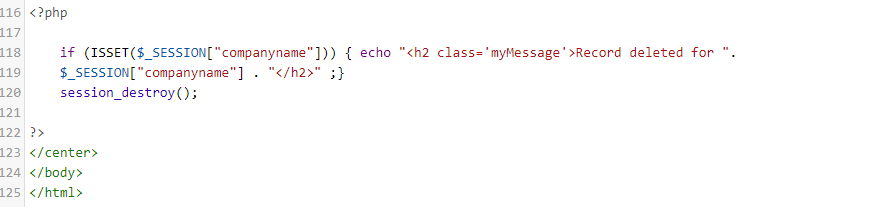 116 <?php
117
118     if (ISSET($_SESSION["companyname"])) { echo "<h2 class='myMessage'>Record deleted for ".
119     $_SESSION["companyname"] . "</h2>" ;}
120     session_destroy();
121
122 ?>
123 </center>
124 </body>
125 </html>